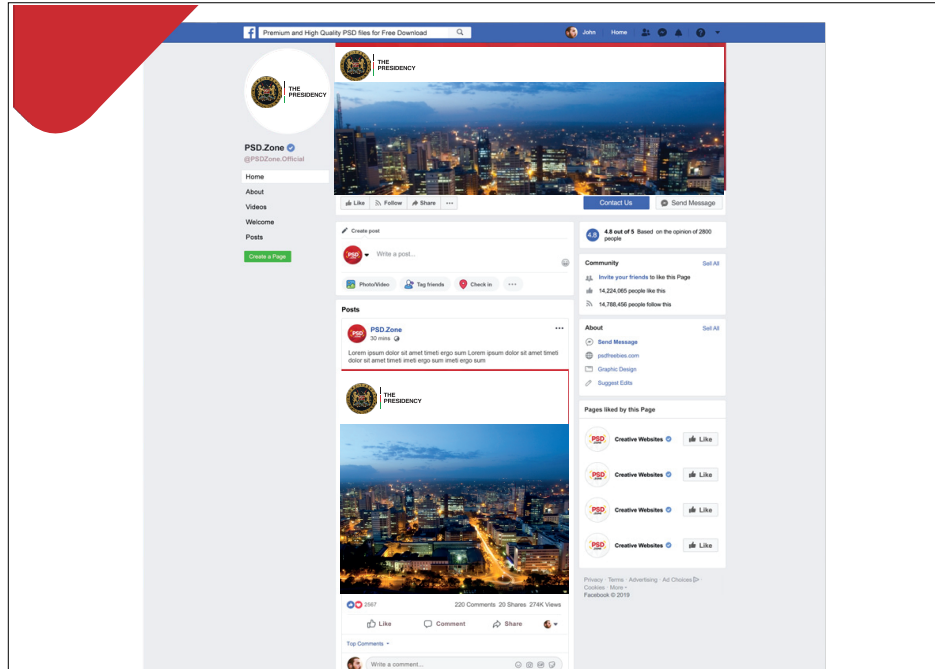 Premium and High Quality PSD files for Free Download
John
Home
THE
PRESIDENCY
THE
PRESIDENCY
PSD.Zone
@PSDZone.Official
Home
About
Videos
Welcome
Posts
Create a Page
Like
Follow
Share
Contact Us
Send Message
Create post
PSD
Write a post...
Photo/Video
Tag friends
Check in
4.8
4.8 out of 5 Based on the opinion of 2800
people
Community
Sell All
Invite your friends to like this Page
14,224,065 people like this
14,788,456 people follow this
Posts
PSD
PSD.Zone
30 mins
Lorem ipsum dolor sit amet timeti ergo sum Lorem ipsum dolor sit amet timeti
dolor sit amet timeti imeti ergo sum imeti ergo sum
THE
PRESIDENCY
2567
220 Comments 20 Shares 274K Views
Like
Comment
Share
Top Comments
Write a comment...
About
Sell All
Send Message
psdfreebies.com
Graphic Design
Suggest Edits
Pages liked by this Page
PSD
Creative Websites
Like
PSD
Creative Websites
Like
PSD
Creative Websites
Like
PSD
Creative Websites
Like
Privacy · Terms · Advertising · Ad Choices
Cookies · More
Facebook © 2019